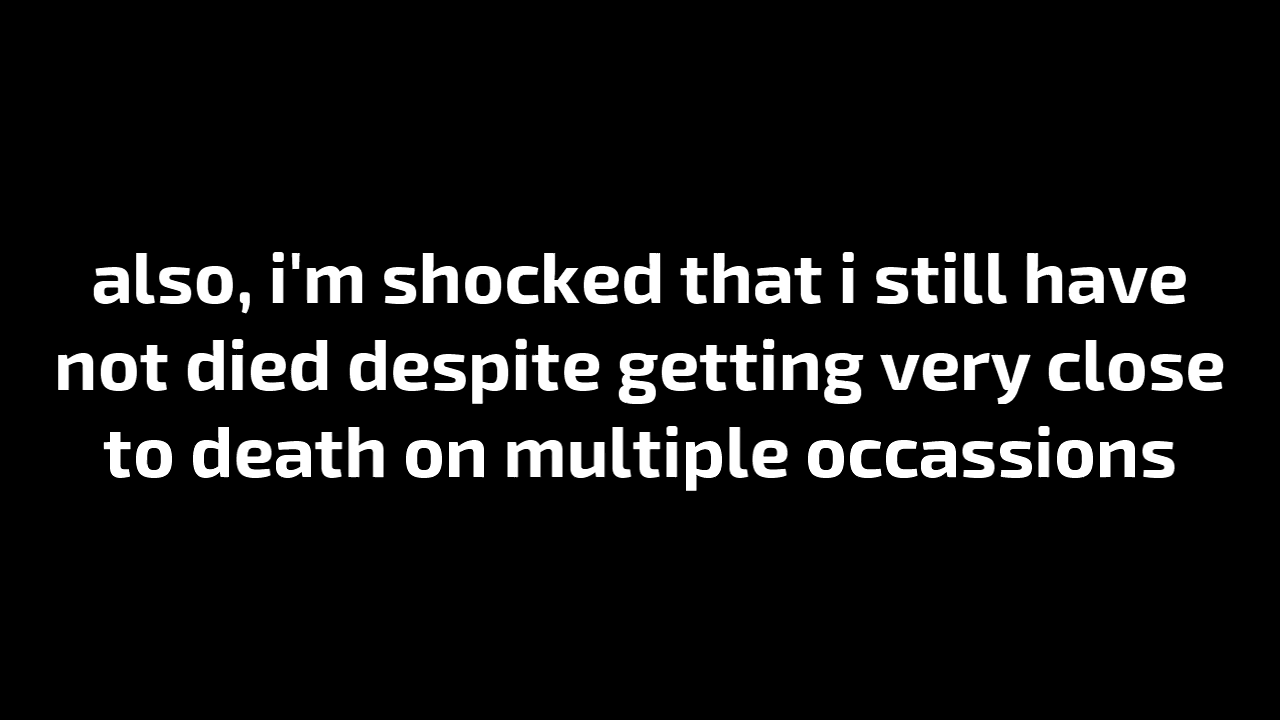 also, i'm shocked that i still have
not died despite getting very close
to death on multiple occassions